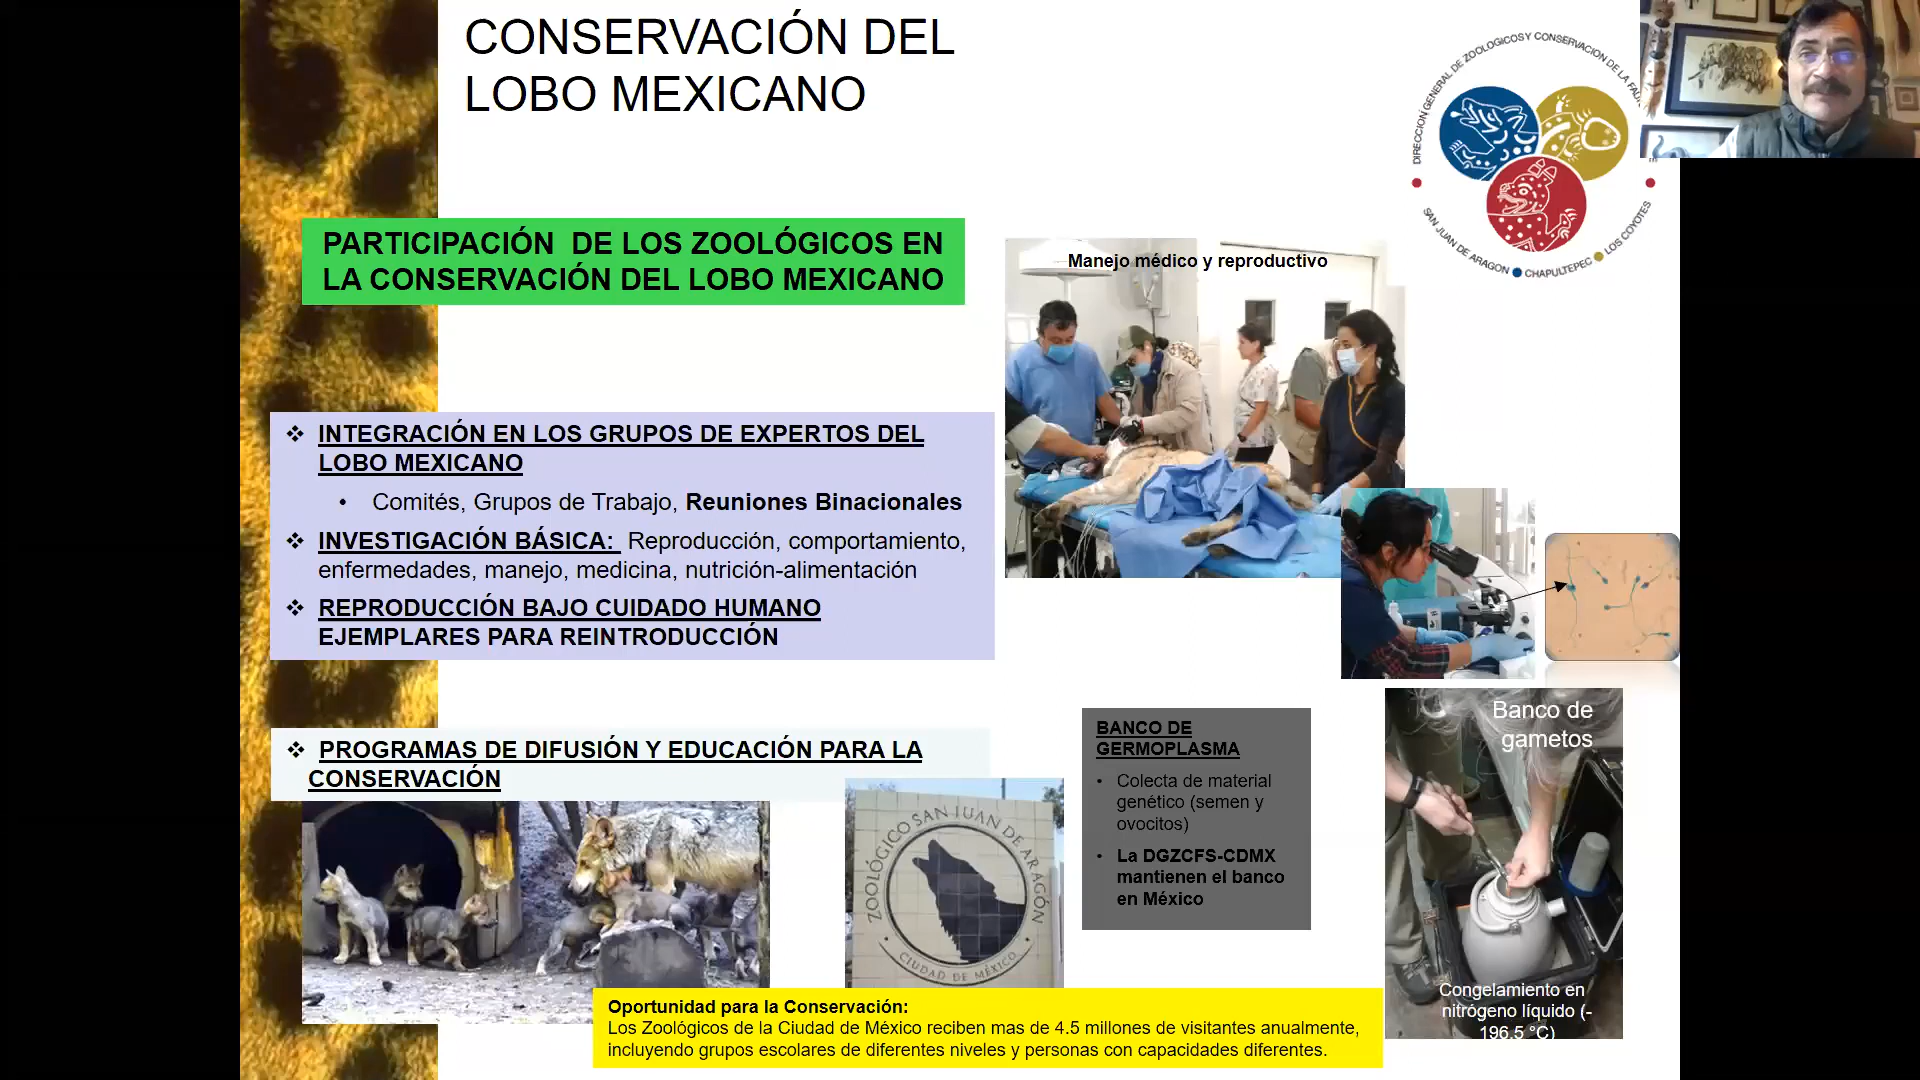 CONSERVACIÓN DEL
LOBO MEXICANO
DIRECCIÓN GENERAL DE ZOOLOGICOS Y CONSERVACION DE LA
SAN JUAN DE ARAGON CHAPULTEPEC LOS COYOTES
PARTICIPACIÓN DE LOS ZOOLÓGICOS EN
LA CONSERVACIÓN DEL LOBO MEXICANO
Manejo médico y reproductivo
❖ INTEGRACIÓN EN LOS GRUPOS DE EXPERTOS DEL
LOBO MEXICANO
• Comités, Grupos de Trabajo, Reuniones Binacionales
❖ INVESTIGACIÓN BÁSICA: Reproducción, comportamiento,
enfermedades, manejo, medicina, nutrición-alimentación
❖ REPRODUCCIÓN BAJO CUIDADO HUMANO
EJEMPLARES PARA REINTRODUCCIÓN
❖ PROGRAMAS DE DIFUSIÓN Y EDUCACIÓN PARA LA
CONSERVACIÓN
ZOOLÓGICO SAN JUAN DE ARAGÓN
• CIUDAD DE MÉXICO •
BANCO DE
GERMOPLASMA
• Colecta de material
genético (semen y
ovocitos)
• La DGZCFS-CDMX
mantienen el banco
en México
Banco de
gametos
Congelamiento en
nitrógeno líquido (-
196.5 °C)
Oportunidad para la Conservación:
Los Zoológicos de la Ciudad de México reciben mas de 4.5 millones de visitantes anualmente,
incluyendo grupos escolares de diferentes niveles y personas con capacidades diferentes.